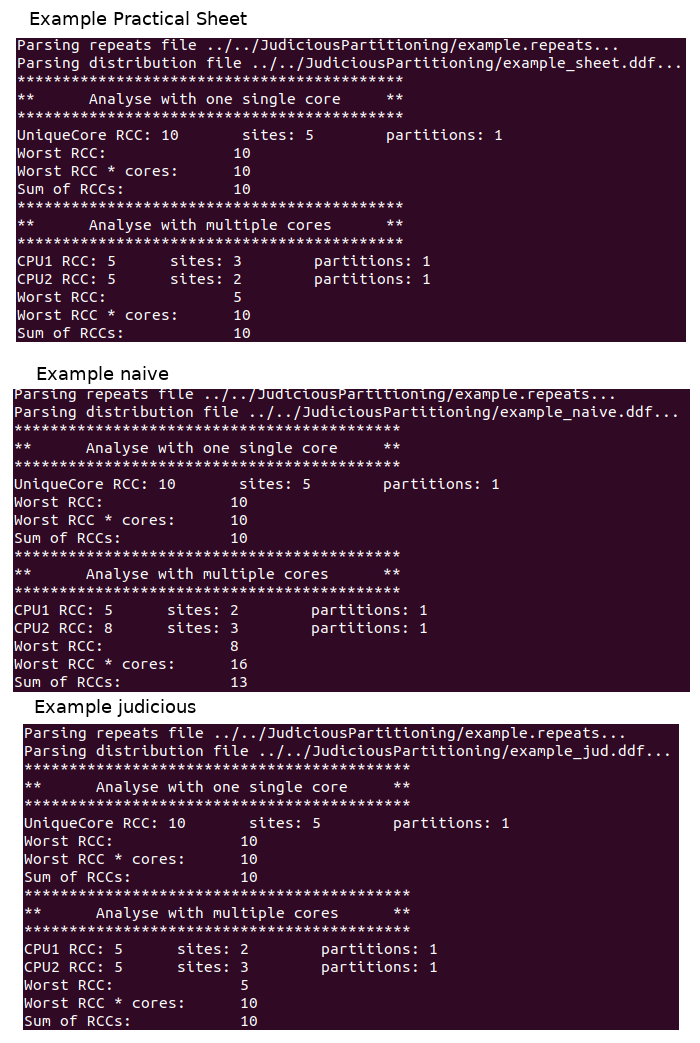 Example Practical Sheet
Parsing repeats file ../../JudiciousPartitioning/example.repeats...
Parsing distribution file ../../JudiciousPartitioning/example_sheet.ddf...
*******************************************
**      Analyse with one single core     **
*******************************************
UniqueCore RCC: 10       sites: 5        partitions: 1
Worst RCC:              10
Worst RCC * cores:      10
Sum of RCCs:            10
*******************************************
**      Analyse with multiple cores      **
*******************************************
CPU1 RCC: 5      sites: 3        partitions: 1
CPU2 RCC: 5      sites: 2        partitions: 1
Worst RCC:              5
Worst RCC * cores:      10
Sum of RCCs:            10
Example naive
Parsing repeats file ../../JudiciousPartitioning/example.repeats...
Parsing distribution file ../../JudiciousPartitioning/example_naive.ddf...
*******************************************
**      Analyse with one single core     **
*******************************************
UniqueCore RCC: 10       sites: 5        partitions: 1
Worst RCC:              10
Worst RCC * cores:      10
Sum of RCCs:            10
*******************************************
**      Analyse with multiple cores      **
*******************************************
CPU1 RCC: 5      sites: 2        partitions: 1
CPU2 RCC: 8      sites: 3        partitions: 1
Worst RCC:              8
Worst RCC * cores:      16
Sum of RCCs:            13
Example judicious
Parsing repeats file ../../JudiciousPartitioning/example.repeats...
Parsing distribution file ../../JudiciousPartitioning/example_jud.ddf...
*******************************************
**      Analyse with one single core     **
*******************************************
UniqueCore RCC: 10       sites: 5        partitions: 1
Worst RCC:              10
Worst RCC * cores:      10
Sum of RCCs:            10
*******************************************
**      Analyse with multiple cores      **
*******************************************
CPU1 RCC: 5      sites: 2        partitions: 1
CPU2 RCC: 5      sites: 3        partitions: 1
Worst RCC:              5
Worst RCC * cores:      10
Sum of RCCs:            10